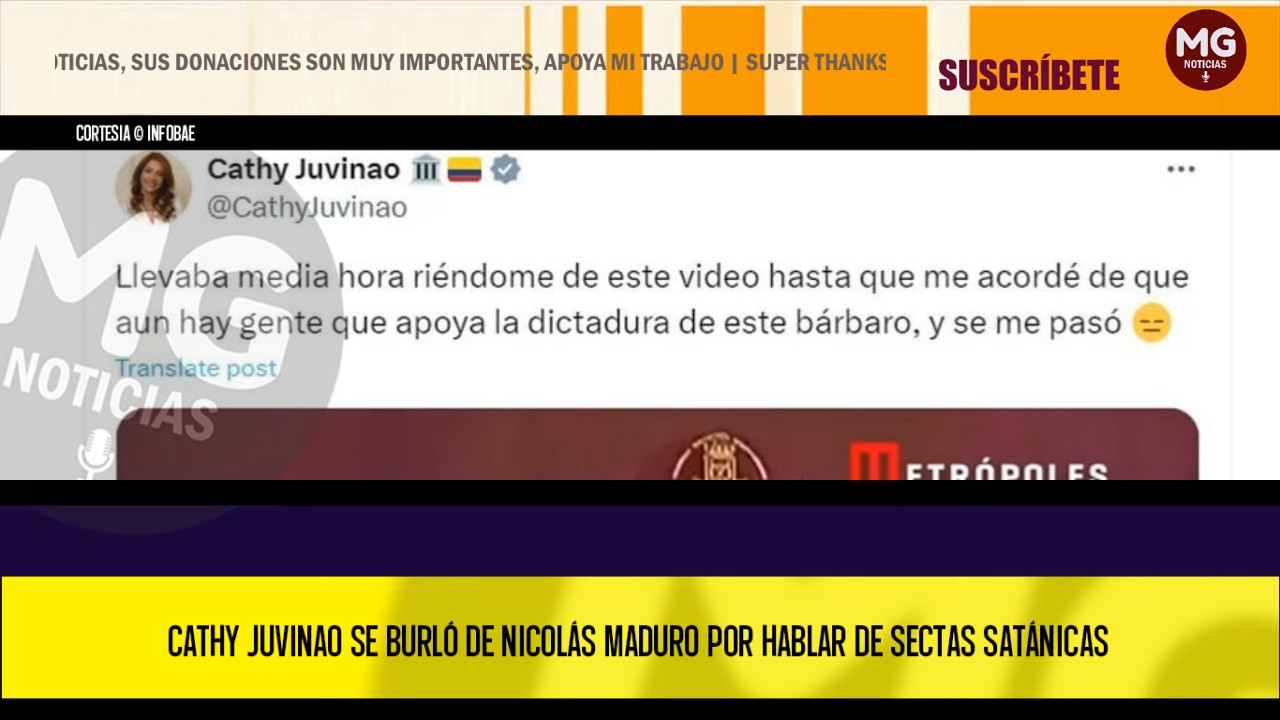 TICIAS, SUS DONACIONES SON MUY IMPORTANTES, APOYA MI TRABAJO | SUPER THANKS
SUSCRÍBETE
MG
NOTICIAS
CORTESIA © INFOBAE
Cathy Juvinao
@CathyJuvinao
Llevaba media hora riéndome de este video hasta que me acordé de que
aun hay gente que apoya la dictadura de este bárbaro, y se me pasó
Translate post
MG
NOTICIAS
METRÓPOLES
CATHY JUVINAO SE BURLÓ DE NICOLÁS MADURO POR HABLAR DE SECTAS SATÁNICAS